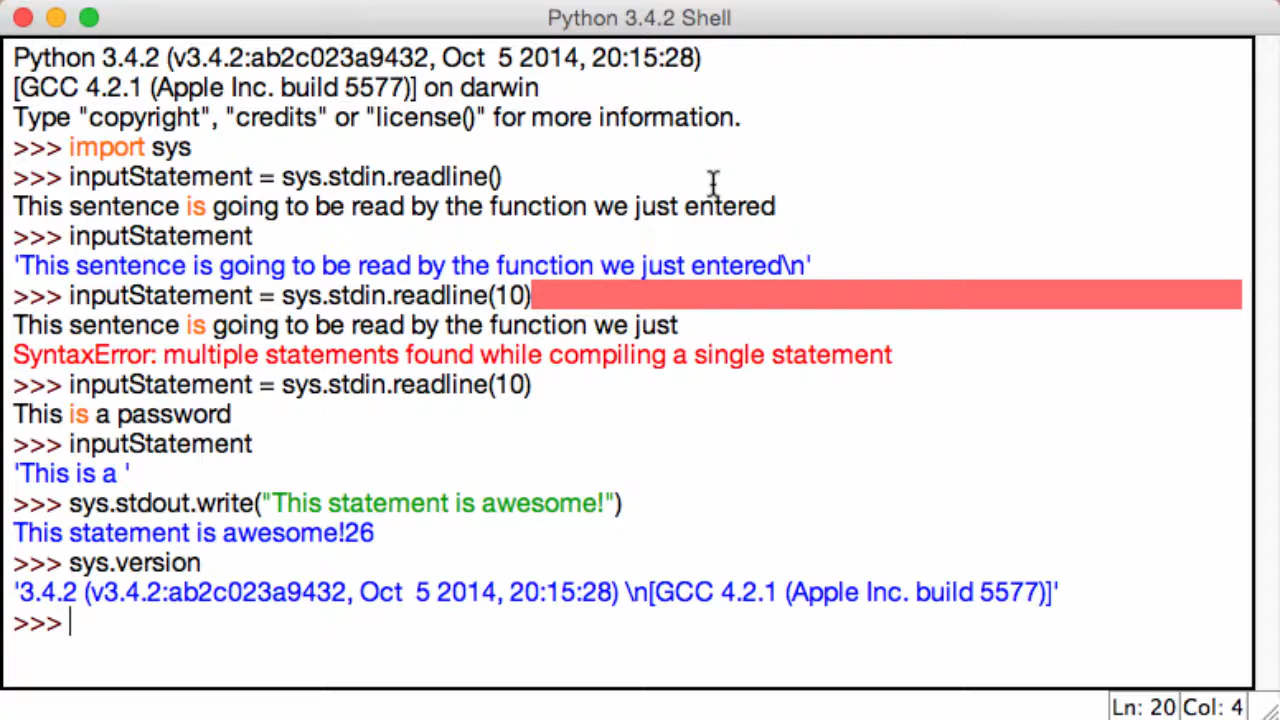 Python 3.4.2 Shell
Python 3.4.2 (v3.4.2:ab2c023a9432, Oct  5 2014, 20:15:28)
[GCC 4.2.1 (Apple Inc. build 5577)] on darwin
Type "copyright", "credits" or "license()" for more information.
>>> import sys
>>> inputStatement = sys.stdin.readline()
This sentence is going to be read by the function we just entered
>>> inputStatement
'This sentence is going to be read by the function we just entered\n'
>>> inputStatement = sys.stdin.readline(10)
This sentence is going to be read by the function we just
SyntaxError: multiple statements found while compiling a single statement
>>> inputStatement = sys.stdin.readline(10)
This is a password
>>> inputStatement
'This is a '
>>> sys.stdout.write("This statement is awesome!")
This statement is awesome!26
>>> sys.version
'3.4.2 (v3.4.2:ab2c023a9432, Oct  5 2014, 20:15:28) \n[GCC 4.2.1 (Apple Inc. build 5577)]'
>>>
Ln: 20 Col: 4